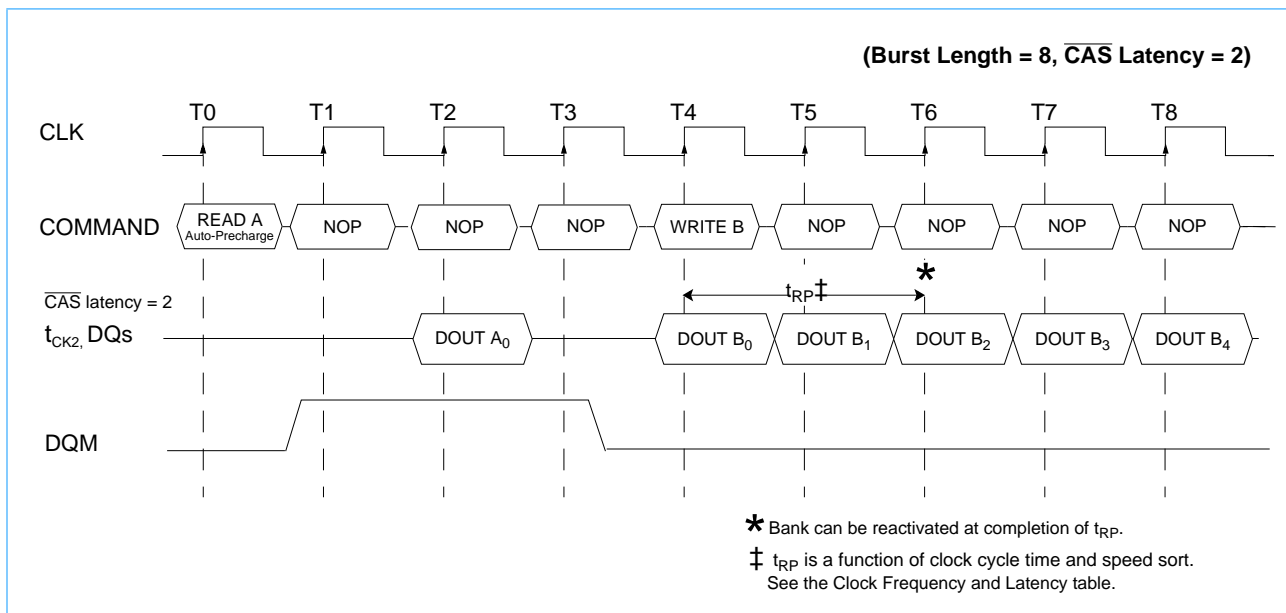 (Burst Length = 8, C̅A̅S̅ Latency = 2)
T0 T1 T2 T3 T4 T5 T6 T7 T8
CLK
COMMAND READ A Auto-Precharge NOP NOP NOP WRITE B NOP NOP NOP NOP
*
C̅A̅S̅ latency = 2
tRP‡
tCK2, DQs DOUT A0 DOUT B0 DOUT B1 DOUT B2 DOUT B3 DOUT B4
DQM
* Bank can be reactivated at completion of tRP.
‡ tRP is a function of clock cycle time and speed sort.
See the Clock Frequency and Latency table.